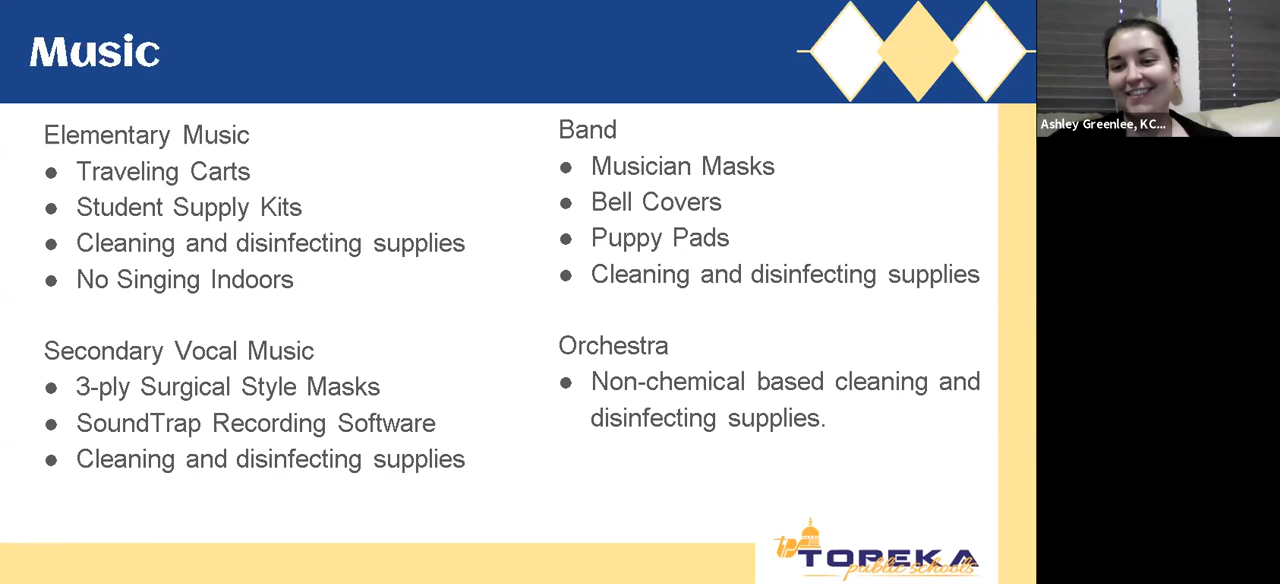 Music
Elementary Music
● Traveling Carts
● Student Supply Kits
● Cleaning and disinfecting supplies
● No Singing Indoors
Secondary Vocal Music
● 3-ply Surgical Style Masks
● SoundTrap Recording Software
● Cleaning and disinfecting supplies
Band
● Musician Masks
● Bell Covers
● Puppy Pads
● Cleaning and disinfecting supplies
Orchestra
● Non-chemical based cleaning and
disinfecting supplies.
Ashley Greenlee, KC...
tps
TOPEKA
public schools